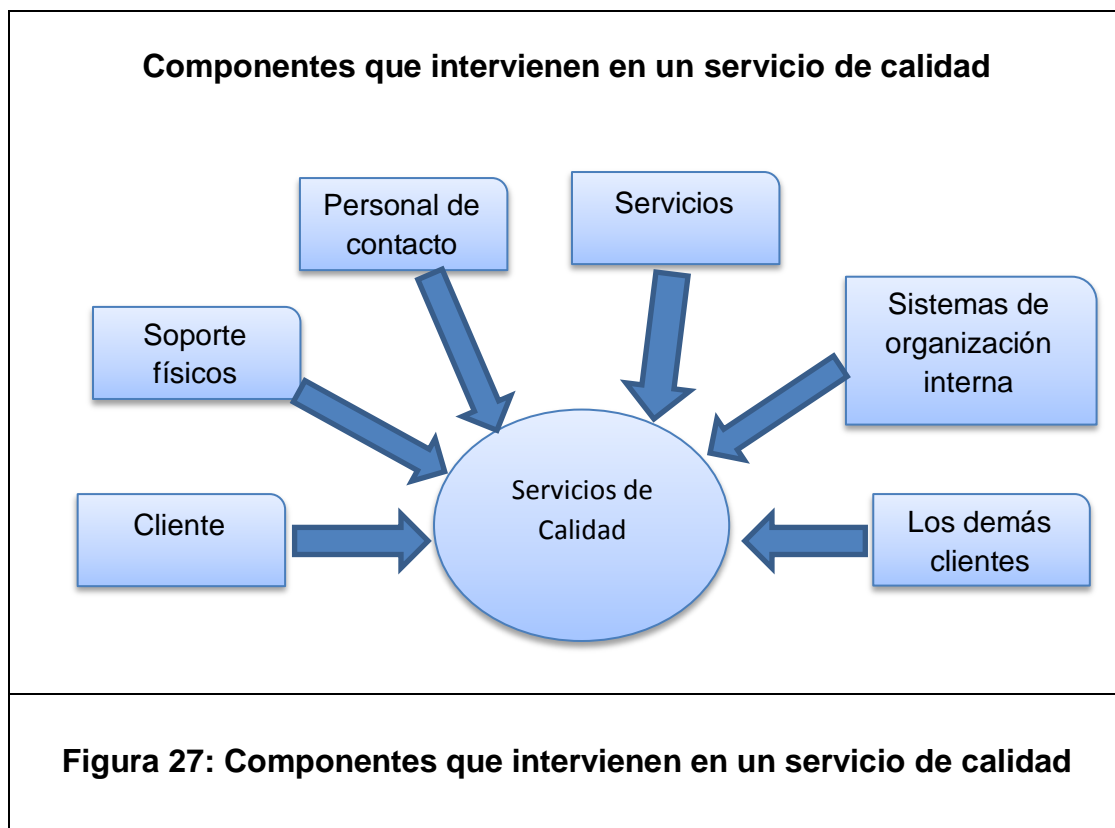 Componentes que intervienen en un servicio de calidad
Personal de
contacto
Servicios
Soporte
físicos
Sistemas de
organización
interna
Cliente
Servicios de
Calidad
Los demás
clientes
Figura 27: Componentes que intervienen en un servicio de calidad